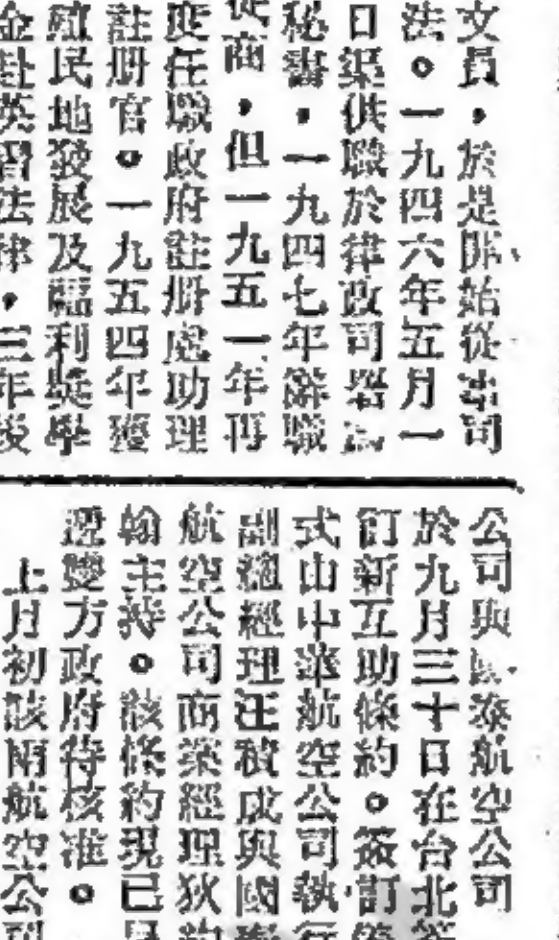 文員，於是開始從事司
法。一九四六年五月一
日渠供職於律政司署為
秘書，一九四七年辭職
從商，但一九五一年再
度任職政府註册處助理
註册官。一九五四年獲
殖民地發展及福利獎學
金赴英習法律，三年後
公司與國泰航空公司
於九月三十日在台北簽
訂新互助條約。簽訂
式由中華航空公司執行
副總經理汪積成與國
航空公司商業經理狄
翰主持。該條約現已呈
遞雙方政府待核准。
上月初該兩航空公司